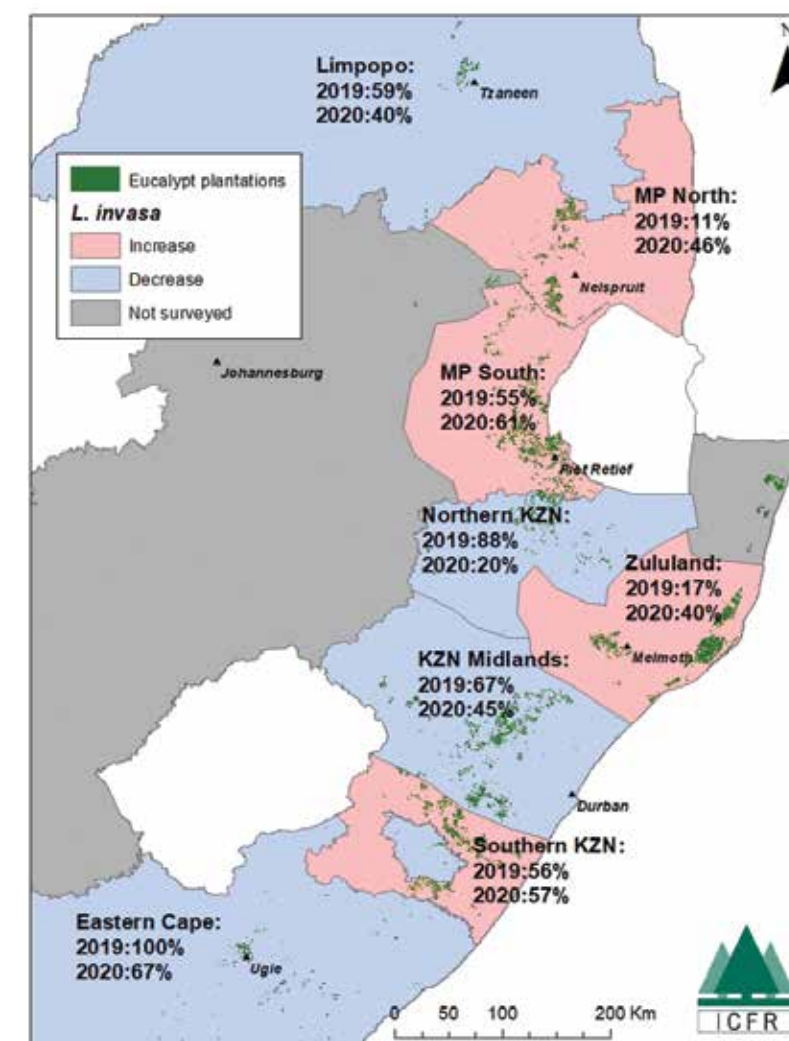 N
Limpopo:
2019:59%
2020:40%
Tzaneen
Eucalypt plantations
L. invasa
Increase
Decrease
Not surveyed
MP North:
2019:11%
2020:46%
Nelspruit
Johannesburg
MP South:
2019:55%
2020:61%
Piet Retief
Northern KZN:
2019:88%
2020:20%
Zululand:
2019:17%
2020:40%
Melmoth
KZN Midlands:
2019:67%
2020:45%
Durban
Southern KZN:
2019:56%
2020:57%
Eastern Cape:
2019:100%
2020:67%
Ugie
0 50 100 200 Km
ICFR